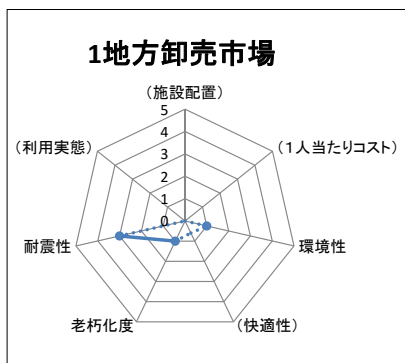 1地方卸売市場
（施設配置）
5
（利用実態）
4
（１人当たりコスト）
3
2
1
0
耐震性
環境性
老朽化度
（快適性）